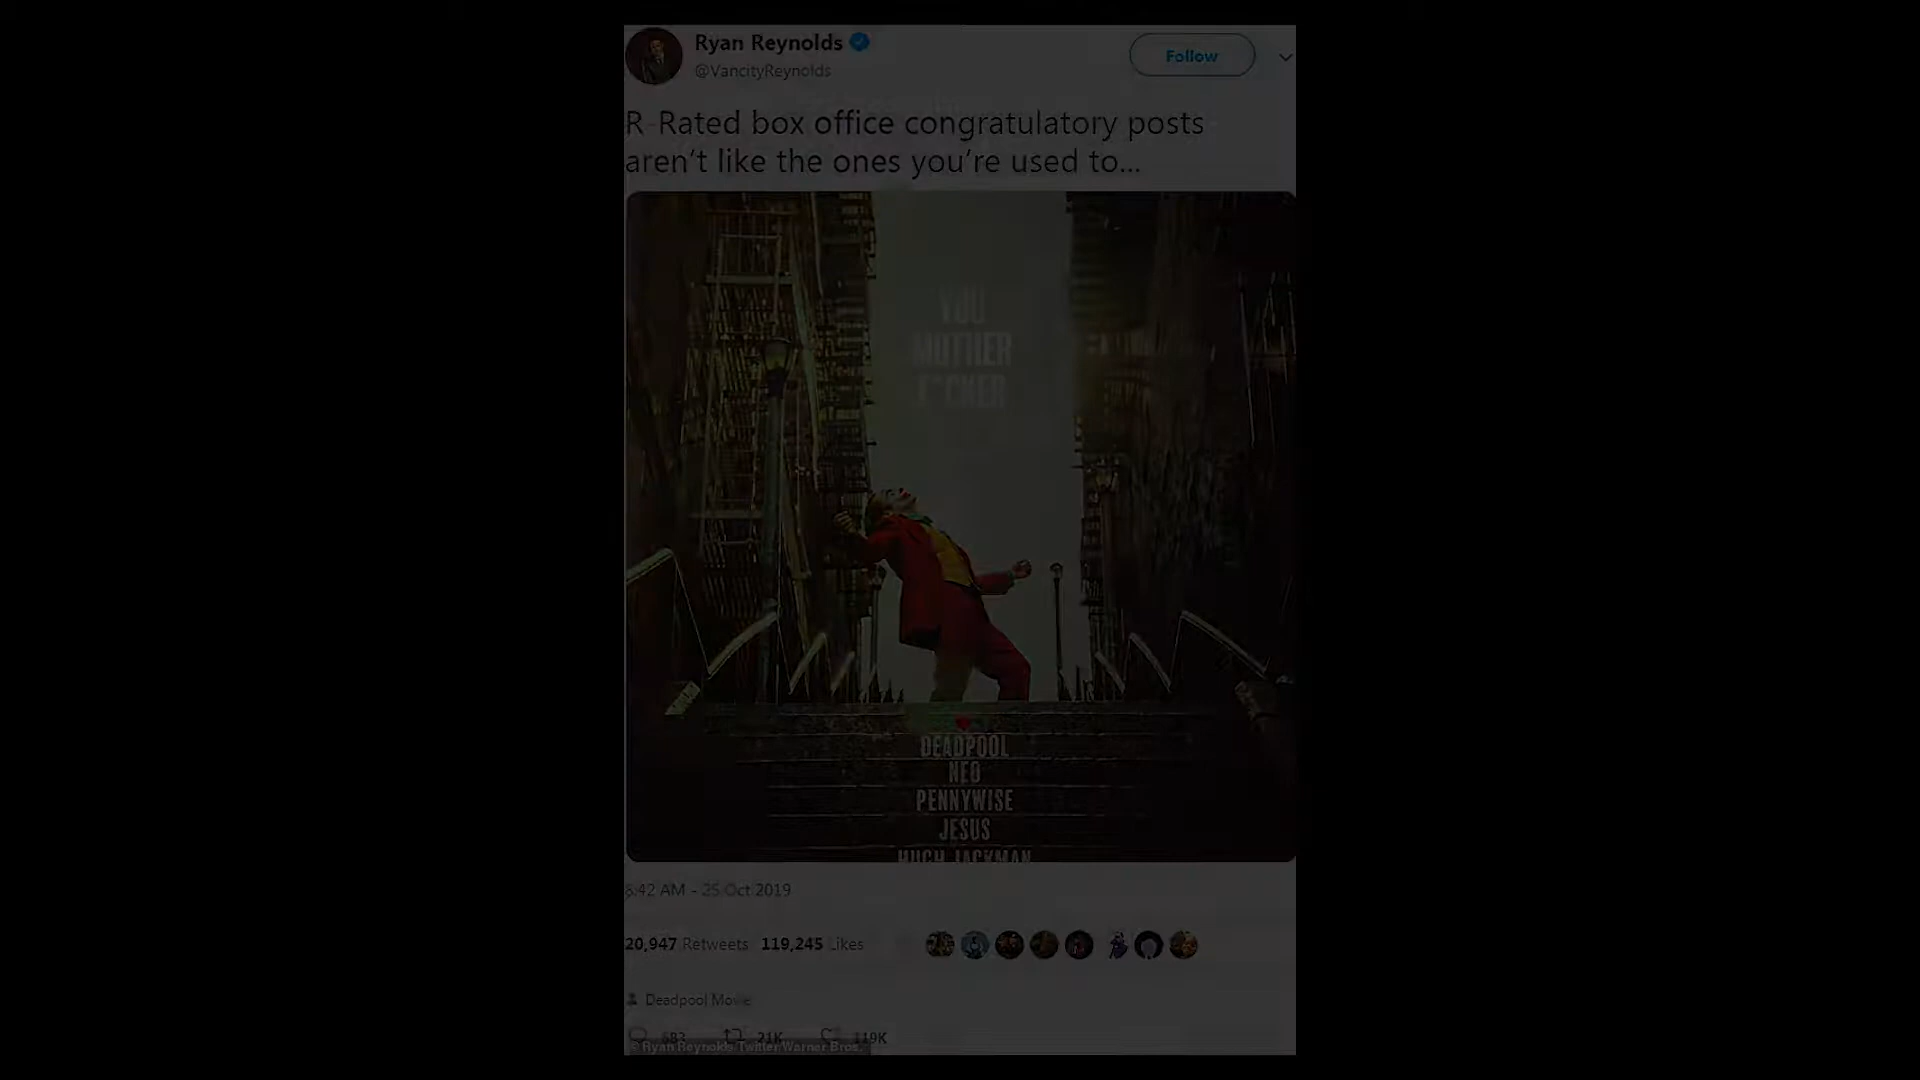 Ryan Reynolds
@VancityReynolds
Follow
R-Rated box office congratulatory posts
aren't like the ones you're used to...
YOU
MOTHER
F*CKER
DEADPOOL
NEO
PENNYWISE
JESUS
HUGH JACKMAN
8:42 AM - 25 Oct 2019
20,947 Retweets 119,245 Likes
Deadpool Movie
683 21K 119K
© Ryan Reynolds/Twitter/Warner Bros.